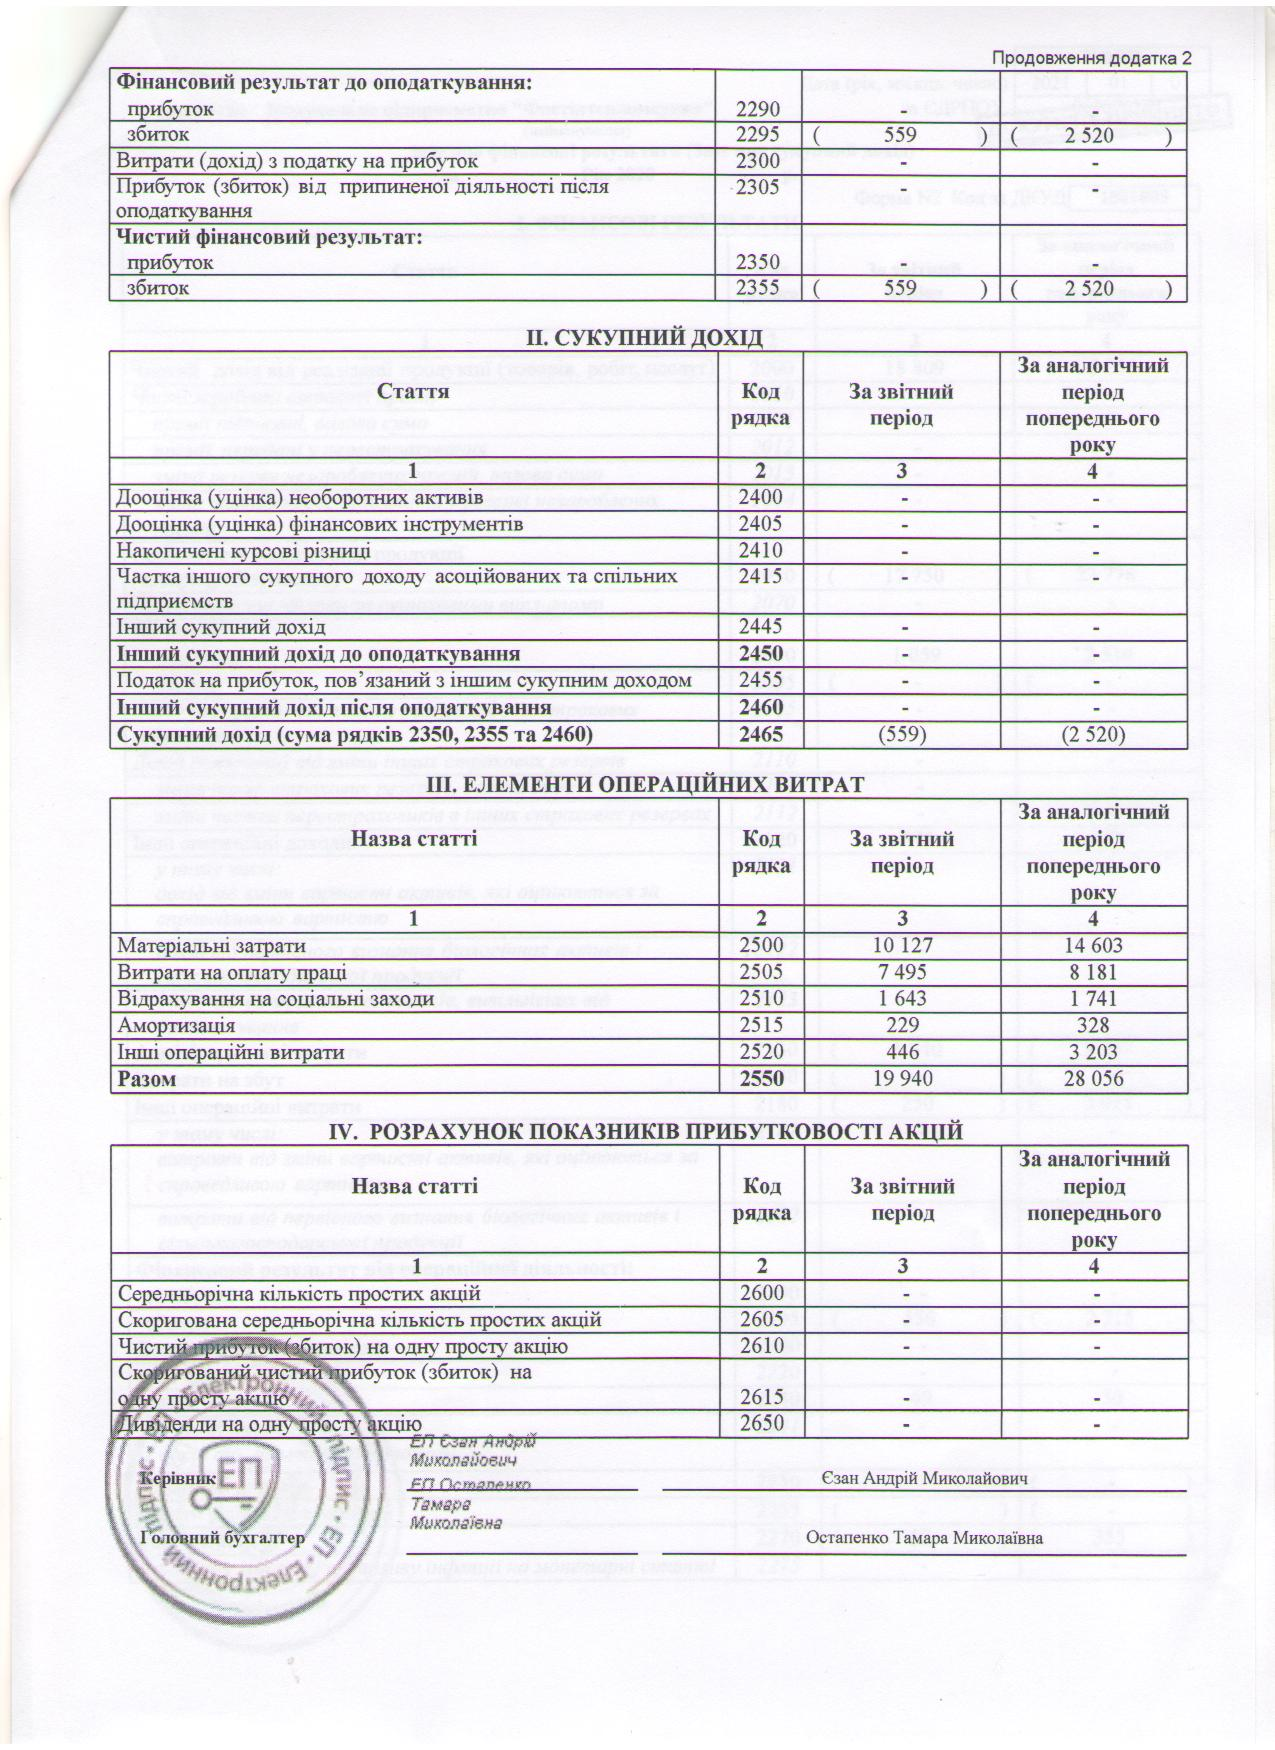 Продовження додатка 2
Фінансовий результат до оподаткування:
прибуток 2290 - -
збиток 2295 ( 559 ) ( 2 520 )
Витрати (дохід) з податку на прибуток 2300 - -
Прибуток (збиток) від припиненої діяльності після 2305 - -
оподаткування
Чистий фінансовий результат:
прибуток 2350 - -
збиток 2355 ( 559 ) ( 2 520 )
II. СУКУПНИЙ ДОХІД
Стаття Код рядка За звітний період За аналогічний період попереднього року
1 2 3 4
Дооцінка (уцінка) необоротних активів 2400 - -
Дооцінка (уцінка) фінансових інструментів 2405 - -
Накопичені курсові різниці 2410 - -
Частка іншого сукупного доходу асоційованих та спільних 2415 - -
підприємств
Інший сукупний дохід 2445 - -
Інший сукупний дохід до оподаткування 2450 - -
Податок на прибуток, пов’язаний з іншим сукупним доходом 2455 - -
Інший сукупний дохід після оподаткування 2460 - -
Сукупний дохід (сума рядків 2350, 2355 та 2460) 2465 (559) (2 520)
III. ЕЛЕМЕНТИ ОПЕРАЦІЙНИХ ВИТРАТ
Назва статті Код рядка За звітний період За аналогічний період попереднього року
1 2 3 4
Матеріальні затрати 2500 10 127 14 603
Витрати на оплату праці 2505 7 495 8 181
Відрахування на соціальні заходи 2510 1 643 1 741
Амортизація 2515 229 328
Інші операційні витрати 2520 446 3 203
Разом 2550 19 940 28 056
IV. РОЗРАХУНОК ПОКАЗНИКІВ ПРИБУТКОВОСТІ АКЦІЙ
Назва статті Код рядка За звітний період За аналогічний період попереднього року
1 2 3 4
Середньорічна кількість простих акцій 2600 - -
Скоригована середньорічна кількість простих акцій 2605 - -
Чистий прибуток (збиток) на одну просту акцію 2610 - -
Скоригований чистий прибуток (збиток) на
одну просту акцію 2615 - -
Дивіденди на одну просту акцію 2650 - -
ЕП Єзан Андрій
Миколайович
Керівник Єзан Андрій Миколайович
ЕП Остапенко
Тамара
Миколаївна
Головний бухгалтер Остапенко Тамара Миколаївна
ЕП • Електронний підпис • ЕП • Електронний підпис •
ЕП